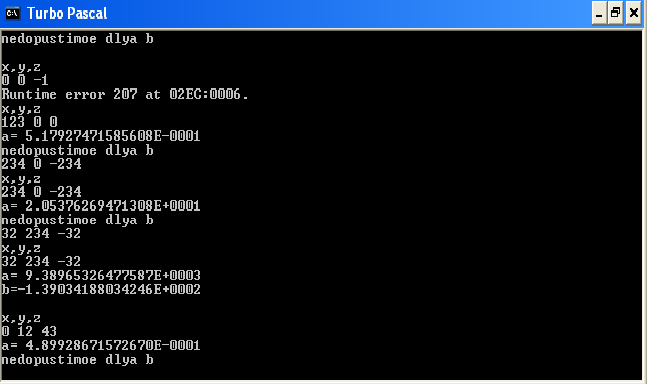 Turbo Pascal
nedopustimoe dlya b
x,y,z
0 0 -1
Runtime error 207 at 02EC:0006.
x,y,z
123 0 0
a= 5.17927471585608E-0001
nedopustimoe dlya b
234 0 -234
x,y,z
234 0 -234
a= 2.05376269471308E+0001
nedopustimoe dlya b
32 234 -32
x,y,z
32 234 -32
a= 9.38965326477587E+0003
b=-1.39034188034246E+0002
x,y,z
0 12 43
a= 4.89928671572670E-0001
nedopustimoe dlya b